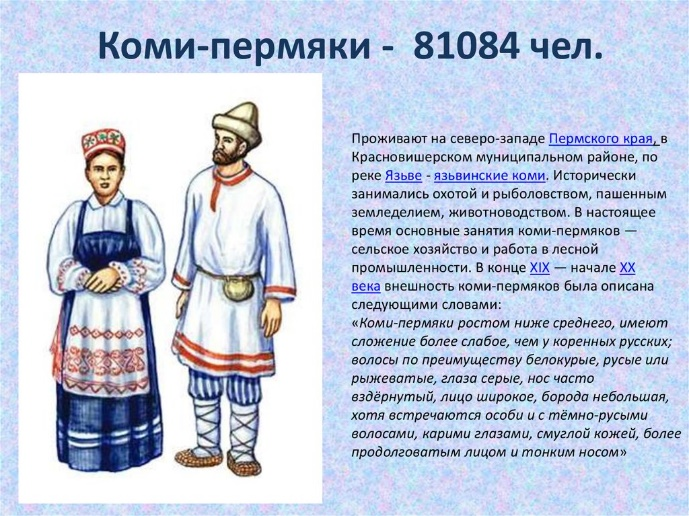 Коми-пермяки - 81084 чел.
Проживают на северо-западе Пермского края, в
Красновишерском муниципальном районе, по
реке Язьве - язьвинские коми. Исторически
занимались охотой и рыболовством, пашенным
земледелием, животноводством. В настоящее
время основные занятия коми-пермяков —
сельское хозяйство и работа в лесной
промышленности. В конце XIX — начале XX
века внешность коми-пермяков была описана
следующими словами:
«Коми-пермяки ростом ниже среднего, имеют
сложение более слабое, чем у коренных русских;
волосы по преимуществу белокурые, русые или
рыжеватые, глаза серые, нос часто
вздёрнутый, лицо широкое, борода небольшая,
хотя встречаются особи и с тёмно-русыми
волосами, карими глазами, смуглой кожей, более
продолговатым лицом и тонким носом»